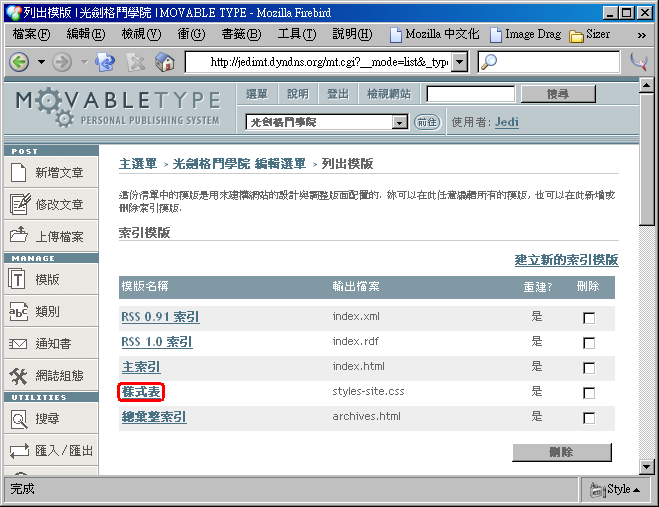 列出模版 | 光劍格鬥學院 | MOVABLE TYPE - Mozilla Firebird
檔案(F) 編輯(E) 檢視(V) 衝(G) 書籤(B) 工具(T) 說明(H) Mozilla 中文化 Image Drag Sizer
http://jedimt.dyndns.org/mt.cgi?__mode=list&_type
MOVABLETYPE
PERSONAL PUBLISHING SYSTEM
選單 說明 登出 檢視網站 搜尋
光劍格鬥學院 前往 使用者: Jedi
POST
新增文章
修改文章
上傳檔案
MANAGE
模版
類別
通知書
網誌組態
UTILITIES
搜尋
匯入/匯出
主選單 > 光劍格鬥學院 編輯選單 > 列出模版
這份清單中的模版是用來建構網站的設計與調整版面配置的. 妳可以在此任意編輯所有的模版, 也可以在此新增或
刪除索引模版.
索引模版
建立新的索引模版
模版名稱 輸出檔案 重建? 刪除
RSS 0.91 索引 index.xml 是
RSS 1.0 索引 index.rdf 是
主索引 index.html 是
樣式表 styles-site.css 是
總彙整索引 archives.html 是
刪除
完成 Style